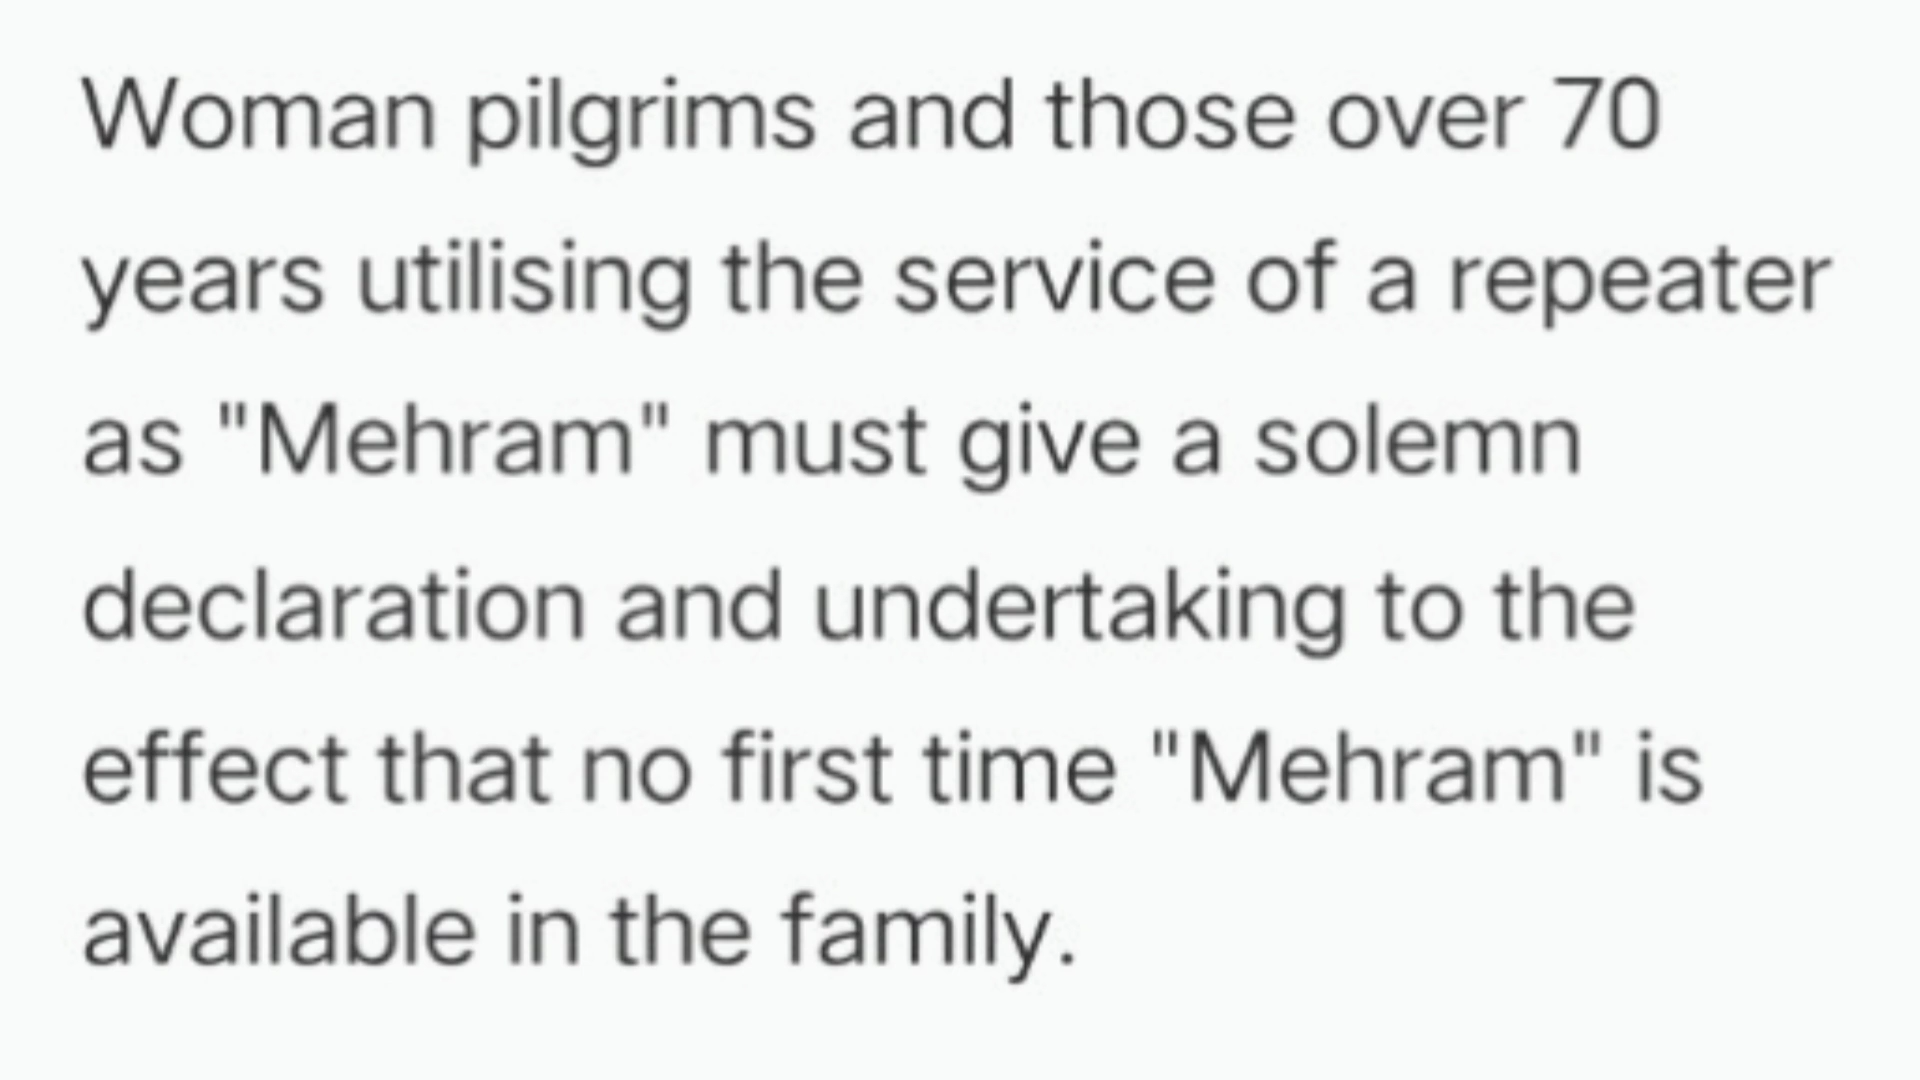 Woman pilgrims and those over 70
years utilising the service of a repeater
as "Mehram" must give a solemn
declaration and undertaking to the
effect that no first time "Mehram" is
available in the family.